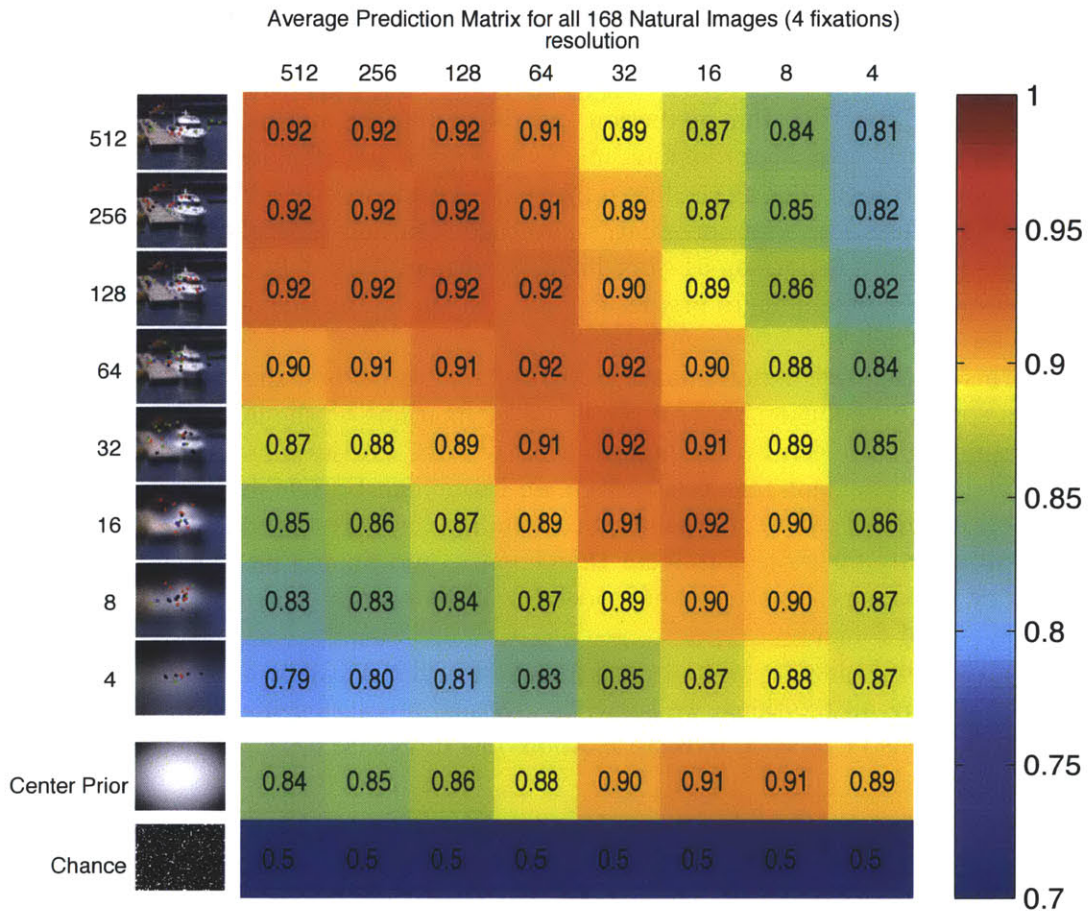 Average Prediction Matrix for all 168 Natural Images (4 fixations)
resolution
512 256 128 64 32 16 8 4
512 0.92 0.92 0.92 0.91 0.89 0.87 0.84 0.81
256 0.92 0.92 0.92 0.91 0.89 0.87 0.85 0.82
128 0.92 0.92 0.92 0.92 0.90 0.89 0.86 0.82
64 0.90 0.91 0.91 0.92 0.92 0.90 0.88 0.84
32 0.87 0.88 0.89 0.91 0.92 0.91 0.89 0.85
16 0.85 0.86 0.87 0.89 0.91 0.92 0.90 0.86
8 0.83 0.83 0.84 0.87 0.89 0.90 0.90 0.87
4 0.79 0.80 0.81 0.83 0.85 0.87 0.88 0.87
Center Prior 0.84 0.85 0.86 0.88 0.90 0.91 0.91 0.89
Chance 0.5 0.5 0.5 0.5 0.5 0.5 0.5 0.5
1
0.95
0.9
0.85
0.8
0.75
0.7